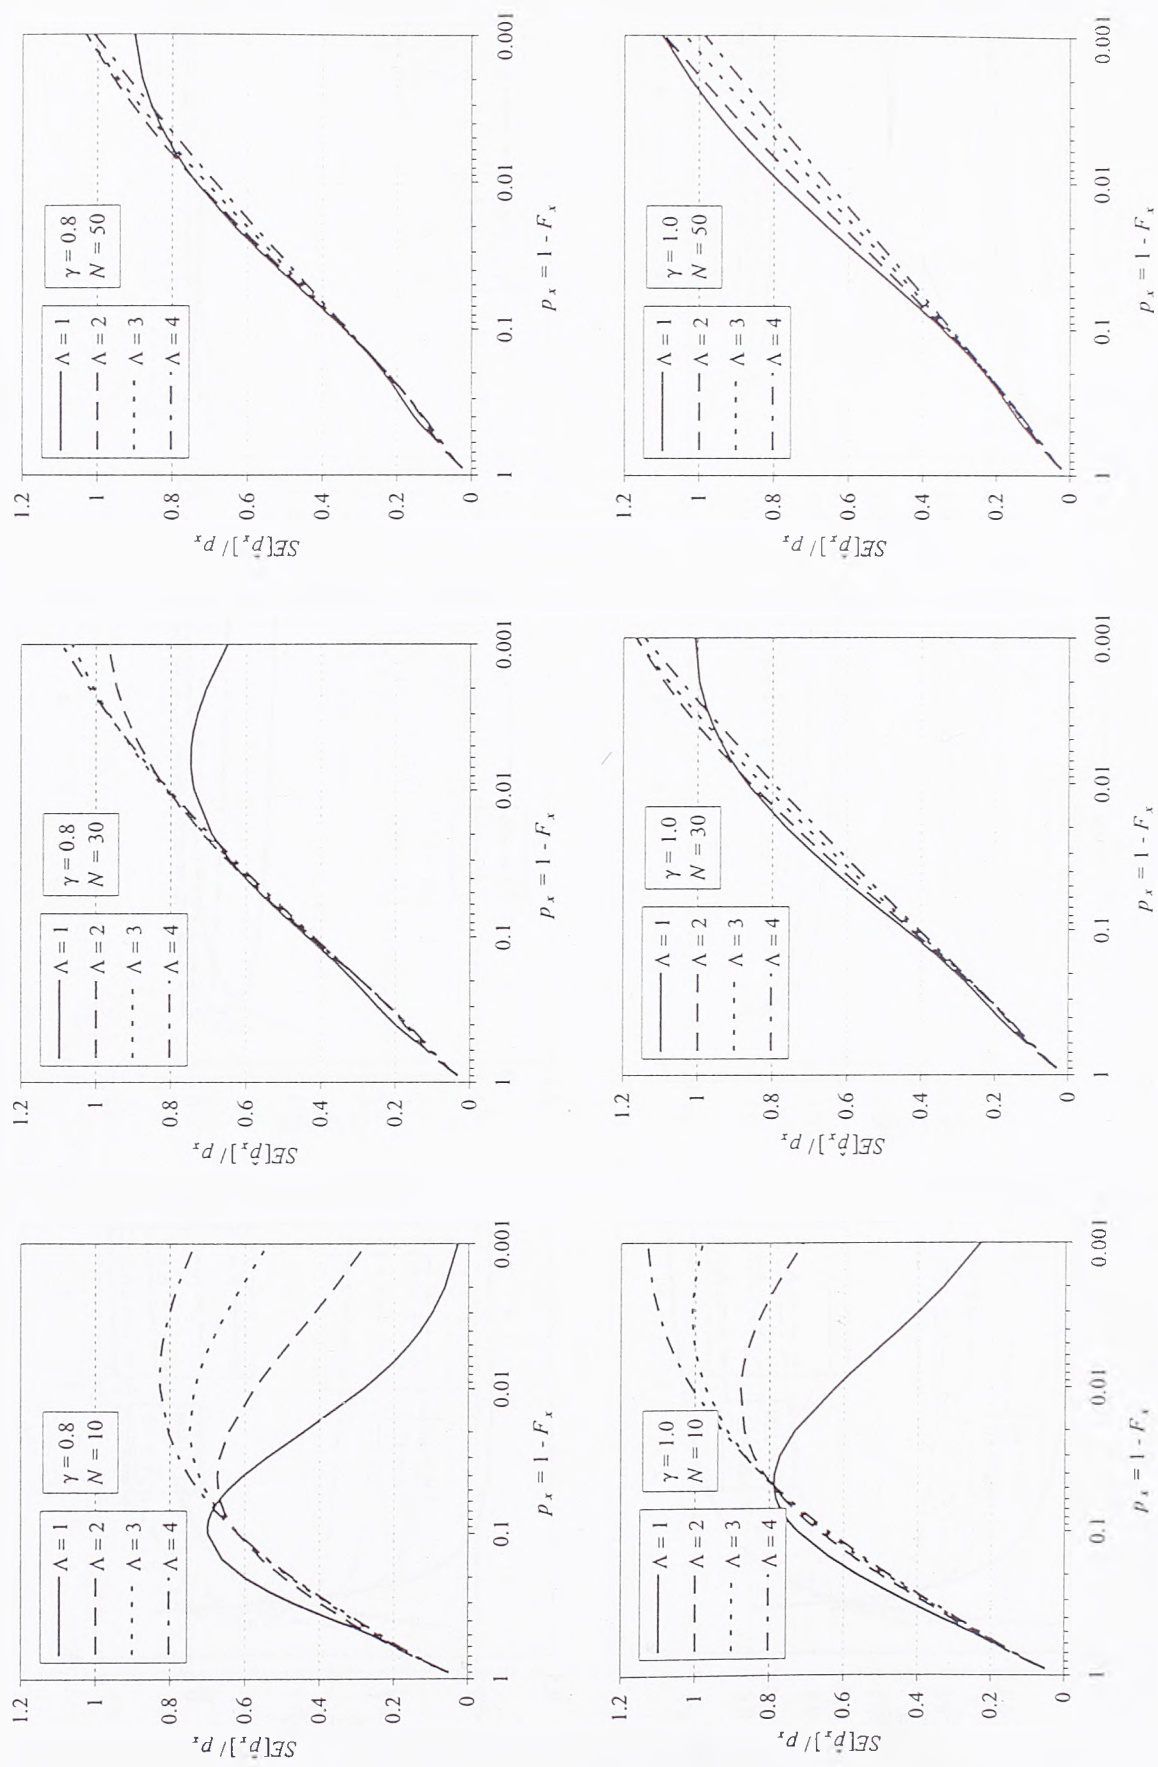 SE[p̂x] / px
1.2
1
0.8
0.6
0.4
0.2
0
Λ = 1
Λ = 2
Λ = 3
Λ = 4
γ = 0.8
N = 10
1
0.1
0.01
0.001
px = 1 - Fx
SE[p̂x] / px
1.2
1
0.8
0.6
0.4
0.2
0
Λ = 1
Λ = 2
Λ = 3
Λ = 4
γ = 0.8
N = 30
1
0.1
0.01
0.001
px = 1 - Fx
SE[p̂x] / px
1.2
1
0.8
0.6
0.4
0.2
0
Λ = 1
Λ = 2
Λ = 3
Λ = 4
γ = 0.8
N = 50
1
0.1
0.01
0.001
px = 1 - Fx
SE[p̂x] / px
1.2
1
0.8
0.6
0.4
0.2
0
Λ = 1
Λ = 2
Λ = 3
Λ = 4
γ = 1.0
N = 10
1
0.1
0.01
0.001
px = 1 - Fx
SE[p̂x] / px
1.2
1
0.8
0.6
0.4
0.2
0
Λ = 1
Λ = 2
Λ = 3
Λ = 4
γ = 1.0
N = 30
1
0.1
0.01
0.001
px = 1 - Fx
SE[p̂x] / px
1.2
1
0.8
0.6
0.4
0.2
0
Λ = 1
Λ = 2
Λ = 3
Λ = 4
γ = 1.0
N = 50
1
0.1
0.01
0.001
px = 1 - Fx